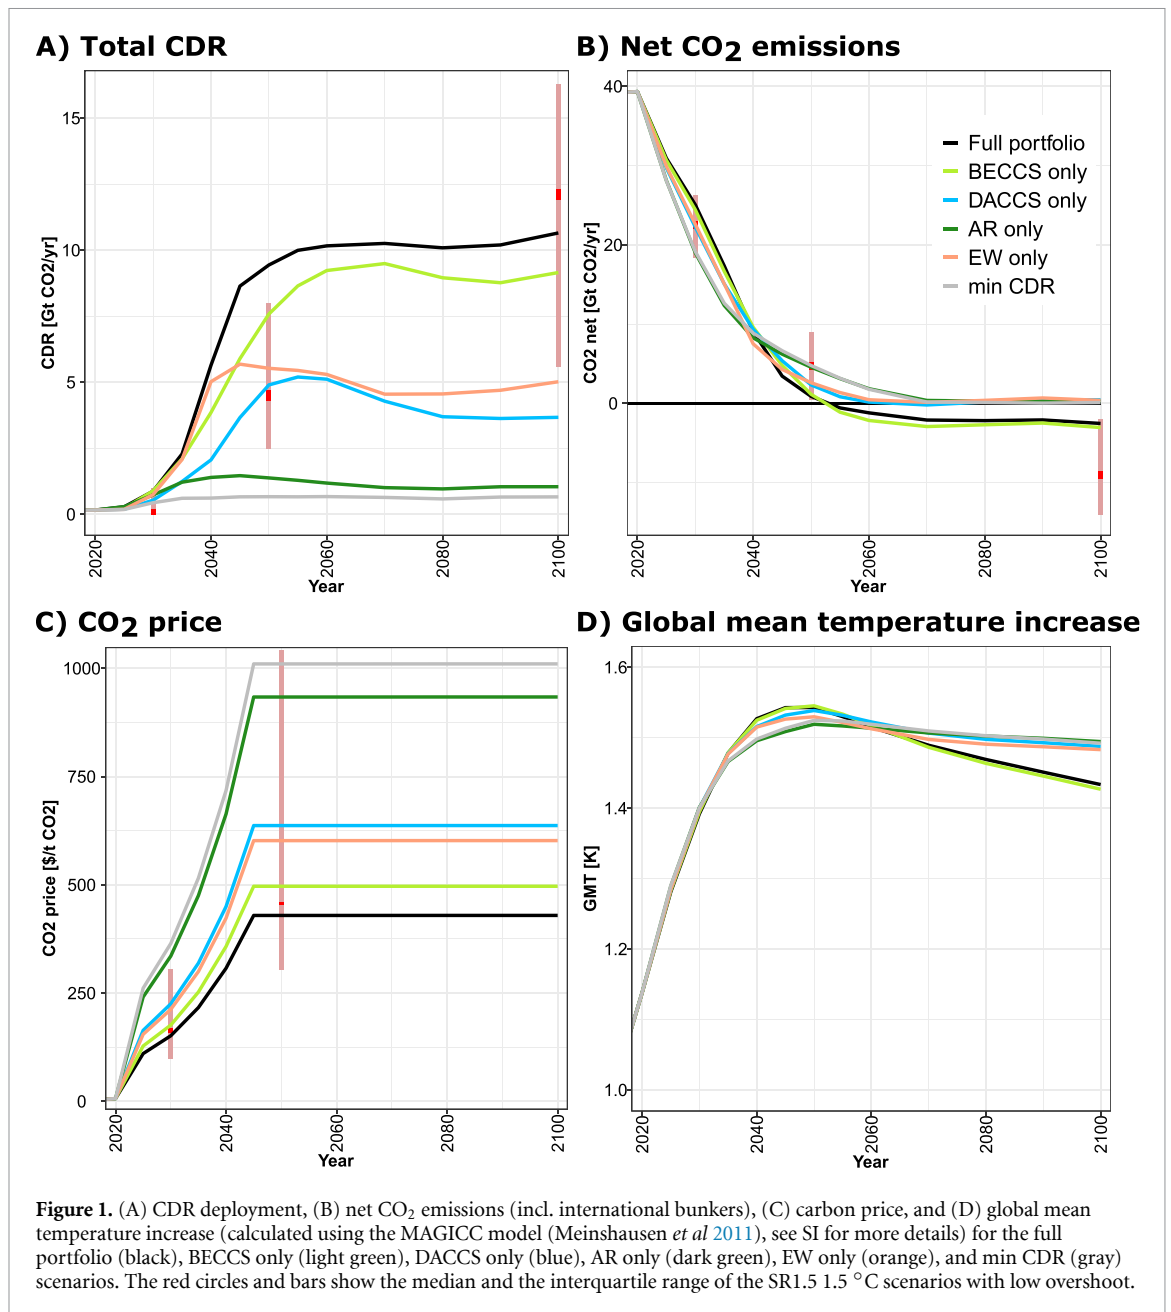 A) Total CDR
B) Net CO2 emissions
CDR [Gt CO2/yr]
15
10
5
0
2020
2040
2060
2080
2100
Year
CO2 net [Gt CO2/yr]
40
20
0
Full portfolio
BECCS only
DACCS only
AR only
EW only
min CDR
2020
2040
2060
2080
2100
Year
C) CO2 price
D) Global mean temperature increase
CO2 price [$/t CO2]
1000
750
500
250
0
2020
2040
2060
2080
2100
Year
GMT [K]
1.6
1.4
1.2
1.0
2020
2040
2060
2080
2100
Year
Figure 1. (A) CDR deployment, (B) net CO2 emissions (incl. international bunkers), (C) carbon price, and (D) global mean
temperature increase (calculated using the MAGICC model (Meinshausen et al 2011), see SI for more details) for the full
portfolio (black), BECCS only (light green), DACCS only (blue), AR only (dark green), EW only (orange), and min CDR (gray)
scenarios. The red circles and bars show the median and the interquartile range of the SR1.5 1.5 °C scenarios with low overshoot.